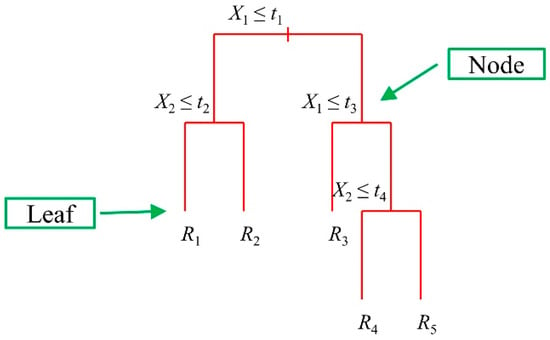 X₁ ≤ t₁
Node
X₂ ≤ t₂
X₁ ≤ t₃
X₂ ≤ t₄
Leaf
R₁
R₂
R₃
R₄
R₅